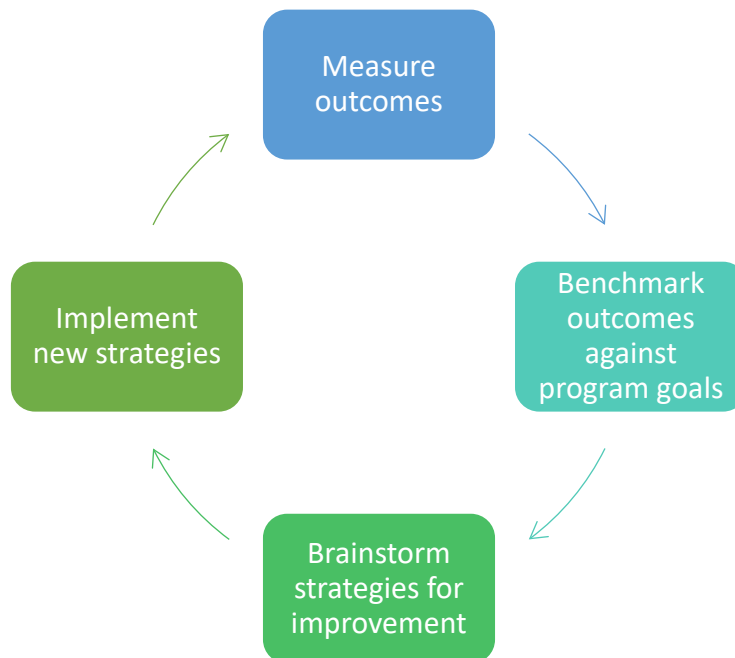 Measure
outcomes
Benchmark
outcomes
against
program goals
Brainstorm
strategies for
improvement
Implement
new strategies